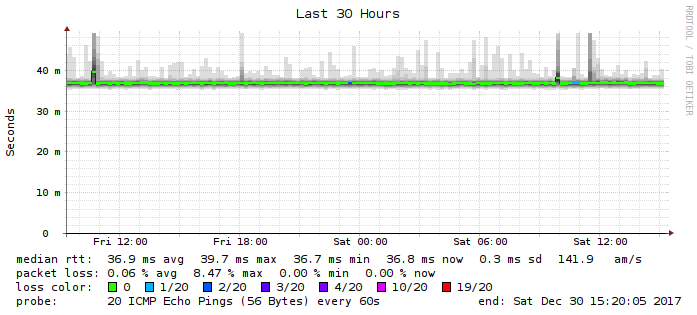 Last 30 Hours
RRDTOOL / TOBI OETIKER
Seconds
40 m
30 m
20 m
10 m
0
Fri 12:00 Fri 18:00 Sat 00:00 Sat 06:00 Sat 12:00
median rtt: 36.9 ms avg 39.7 ms max 36.7 ms min 36.8 ms now 0.3 ms sd 141.9 am/s
packet loss: 0.06 % avg 8.47 % max 0.00 % min 0.00 % now
loss color: 0 1/20 2/20 3/20 4/20 10/20 19/20
probe: 20 ICMP Echo Pings (56 Bytes) every 60s end: Sat Dec 30 15:20:05 2017